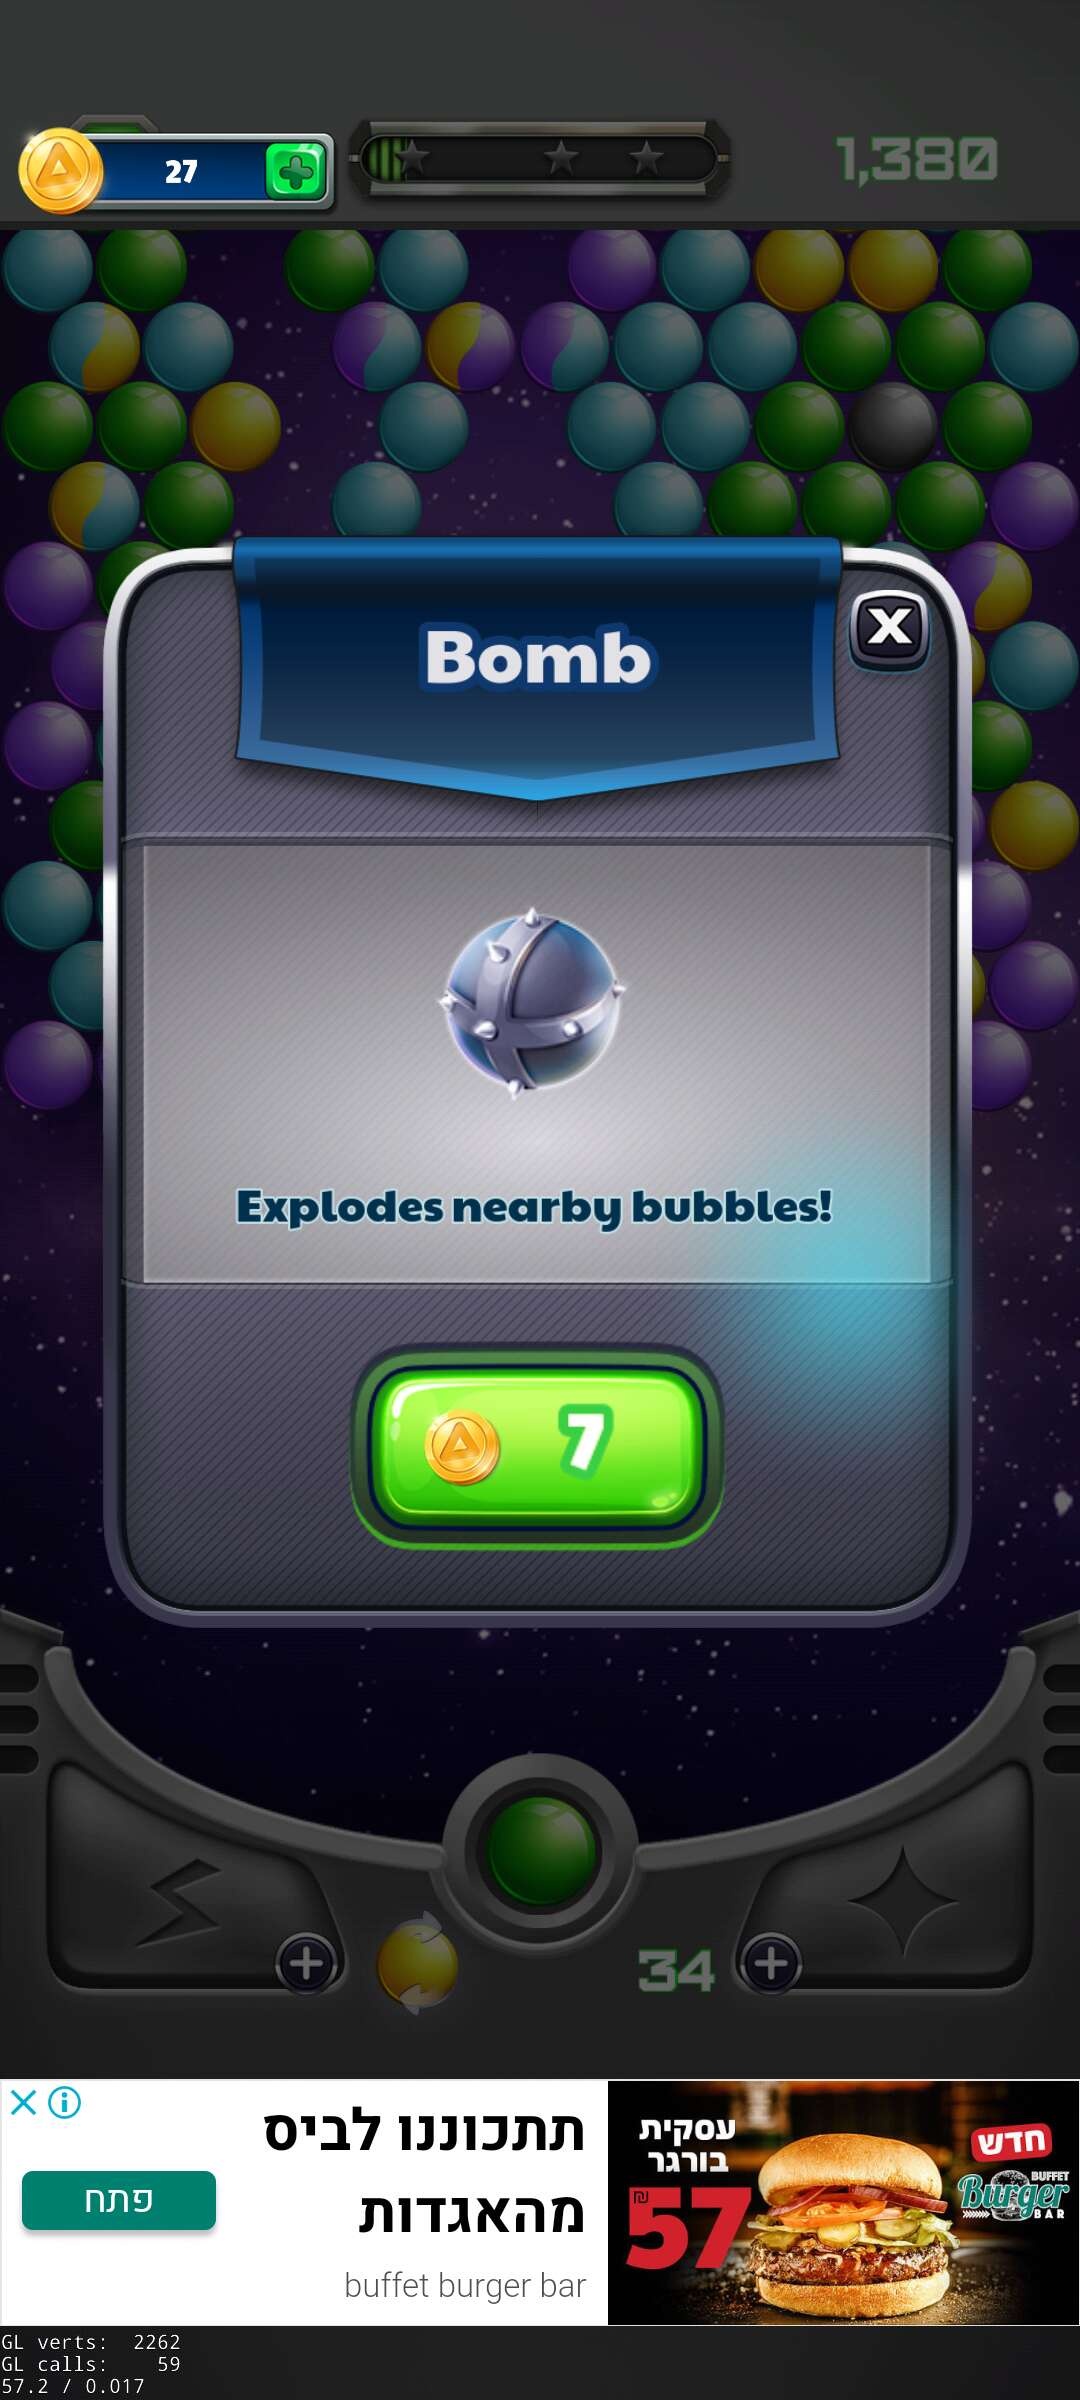 27
1,380
Bomb
X
Explodes nearby bubbles!
7
34
תתכוננו לביס
מהאגדות
buffet burger bar
פתח
עסקית
בורגר
₪
57
חדש
BUFFET
Burger
BAR
GL verts: 2262
GL calls: 59
57.2 / 0.017